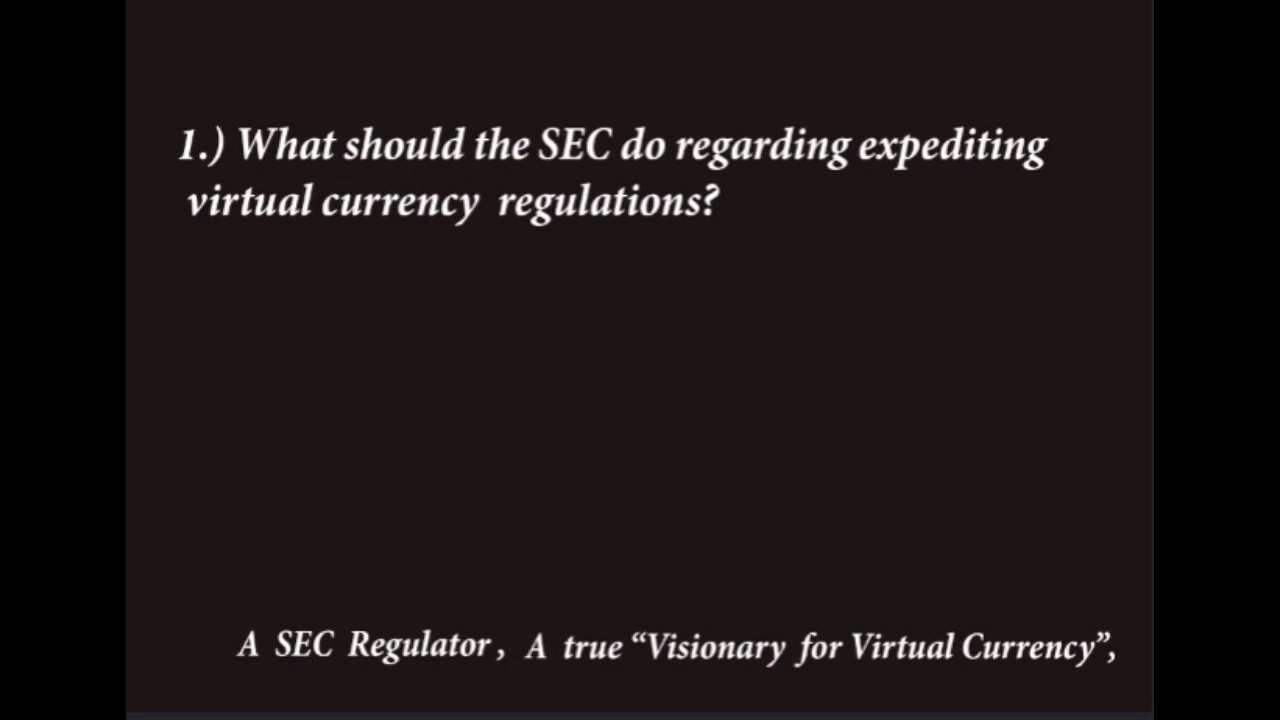 1.) What should the SEC do regarding expediting
virtual currency regulations?
A SEC Regulator, A true “Visionary for Virtual Currency”,